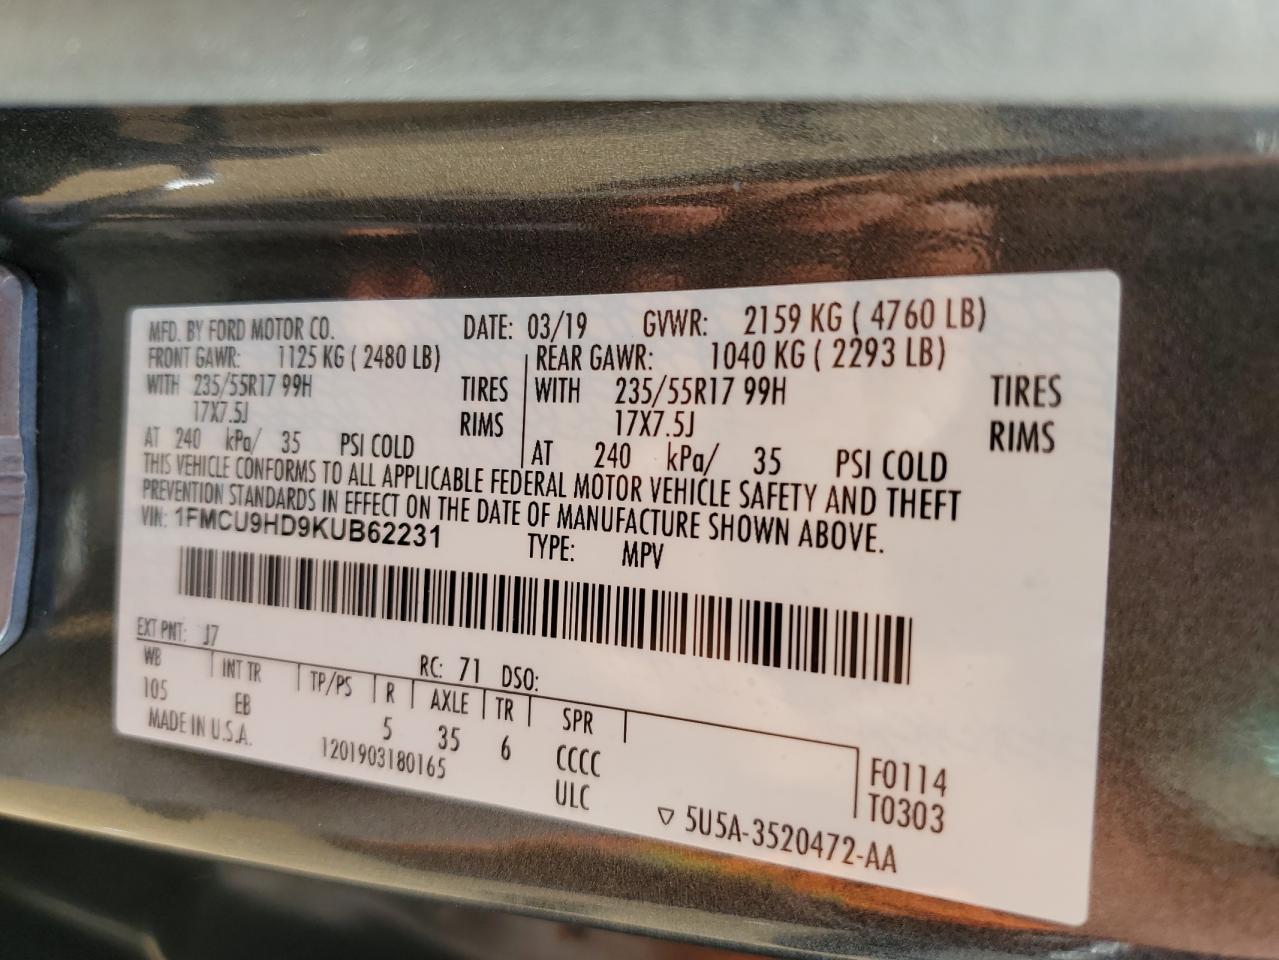 MFD. BY FORD MOTOR CO. DATE: 03/19 GVWR: 2159 KG ( 4760 LB)
FRONT GAWR: 1125 KG ( 2480 LB) REAR GAWR: 1040 KG ( 2293 LB)
WITH 235/55R17 99H TIRES WITH 235/55R17 99H TIRES
17X7.5J RIMS 17X7.5J RIMS
AT 240 kPa/ 35 PSI COLD AT 240 kPa/ 35 PSI COLD
THIS VEHICLE CONFORMS TO ALL APPLICABLE FEDERAL MOTOR VEHICLE SAFETY AND THEFT
PREVENTION STANDARDS IN EFFECT ON THE DATE OF MANUFACTURE SHOWN ABOVE.
VIN: 1FMCU9HD9KUB62231 TYPE: MPV
EXT PNT: J7 RC: 71 DSO:
WB INT TR TP/PS R AXLE TR SPR
105 EB 5 35 6 CCCC F0114
MADE IN U.S.A. 1201903180165 ULC T0303
▽ 5U5A-3520472-AA